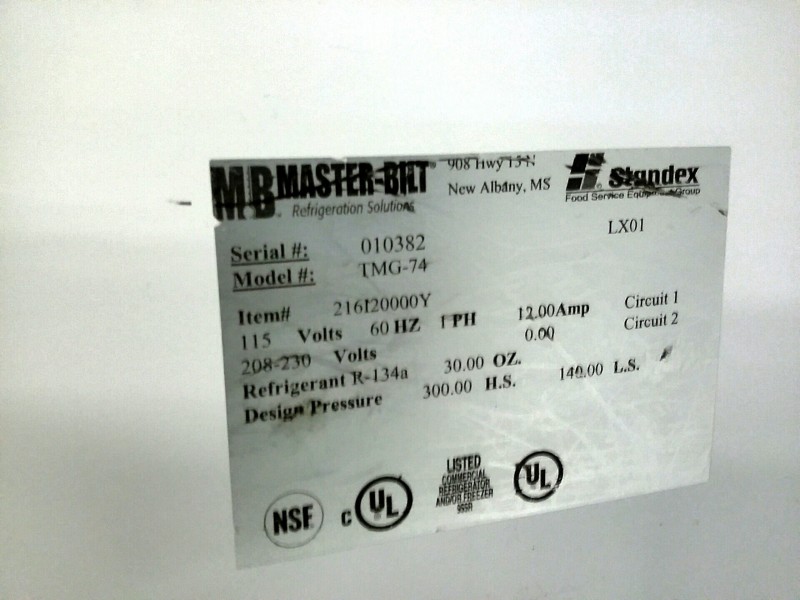 MB MASTER-BILT®
Refrigeration Solutions
908 Hwy 15 N
New Albany, MS
Standex
Food Service Equipment Group
LX01
Serial #: 010382
Model #: TMG-74
Item# 216120000Y
115 Volts 60 HZ 1 PH 12.00Amp Circuit 1
208-230 Volts 0.00 Circuit 2
Refrigerant R-134a 30.00 OZ.
Design Pressure 300.00 H.S. 140.00 L.S.
NSF
C UL
LISTED
COMMERCIAL
REFRIGERATOR
AND/OR FREEZER
UL